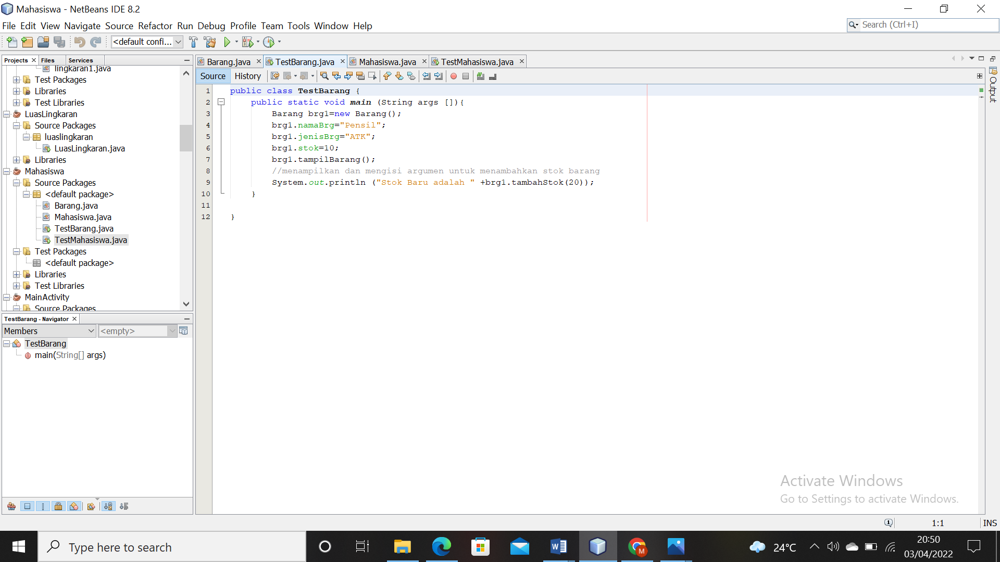 Mahasiswa - NetBeans IDE 8.2
File Edit View Navigate Source Refactor Run Debug Profile Team Tools Window Help
Search (Ctrl+I)
<default confi...
Projects Files Services
lingkaran1.java
Test Packages
Libraries
Test Libraries
LuasLingkaran
Source Packages
luaslingkaran
LuasLingkaran.java
Libraries
Mahasiswa
Source Packages
<default package>
Barang.java
Mahasiswa.java
TestBarang.java
TestMahasiswa.java
Test Packages
<default package>
Libraries
Test Libraries
MainActivity
Source Packages
TestBarang - Navigator
Members <empty>
TestBarang
main(String[] args)
Barang.java TestBarang.java Mahasiswa.java TestMahasiswa.java
Source History
1 public class TestBarang {
2 public static void main (String args []){
3 Barang brg1=new Barang();
4 brg1.namaBrg="Pensil";
5 brg1.jenisBrg="ATK";
6 brg1.stok=10;
7 brg1.tampilBarang();
8 //menampilkan dan mengisi argumen untuk menambahkan stok barang
9 System.out.println ("Stok Baru adalah " +brg1.tambahStok(20));
10 }
11
12 }
Output
Activate Windows
Go to Settings to activate Windows.
1:1 INS
Type here to search
24°C
20:50
03/04/2022